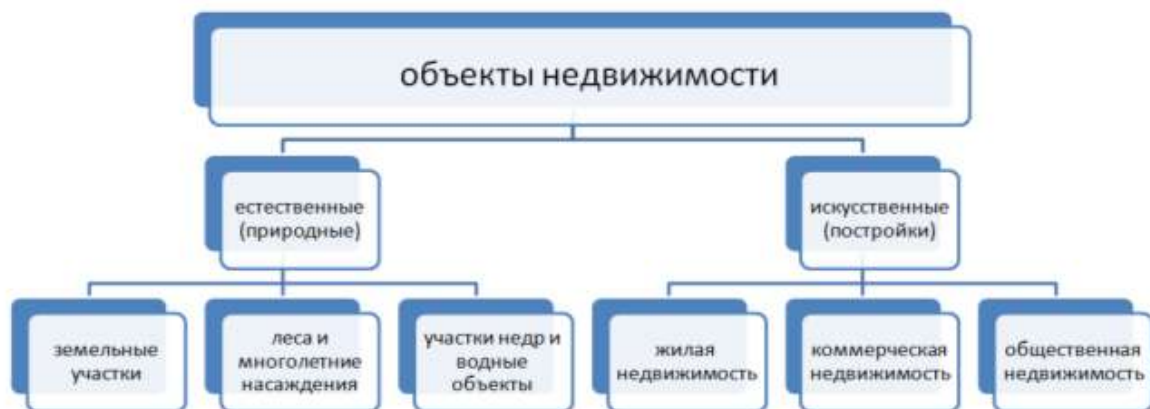 объекты недвижимости
естественные
(природные)
искусственные
(постройки)
земельные
участки
леса и
многолетние
насаждения
участки недр и
водные
объекты
жилая
недвижимость
коммерческая
недвижимость
общественная
недвижимость